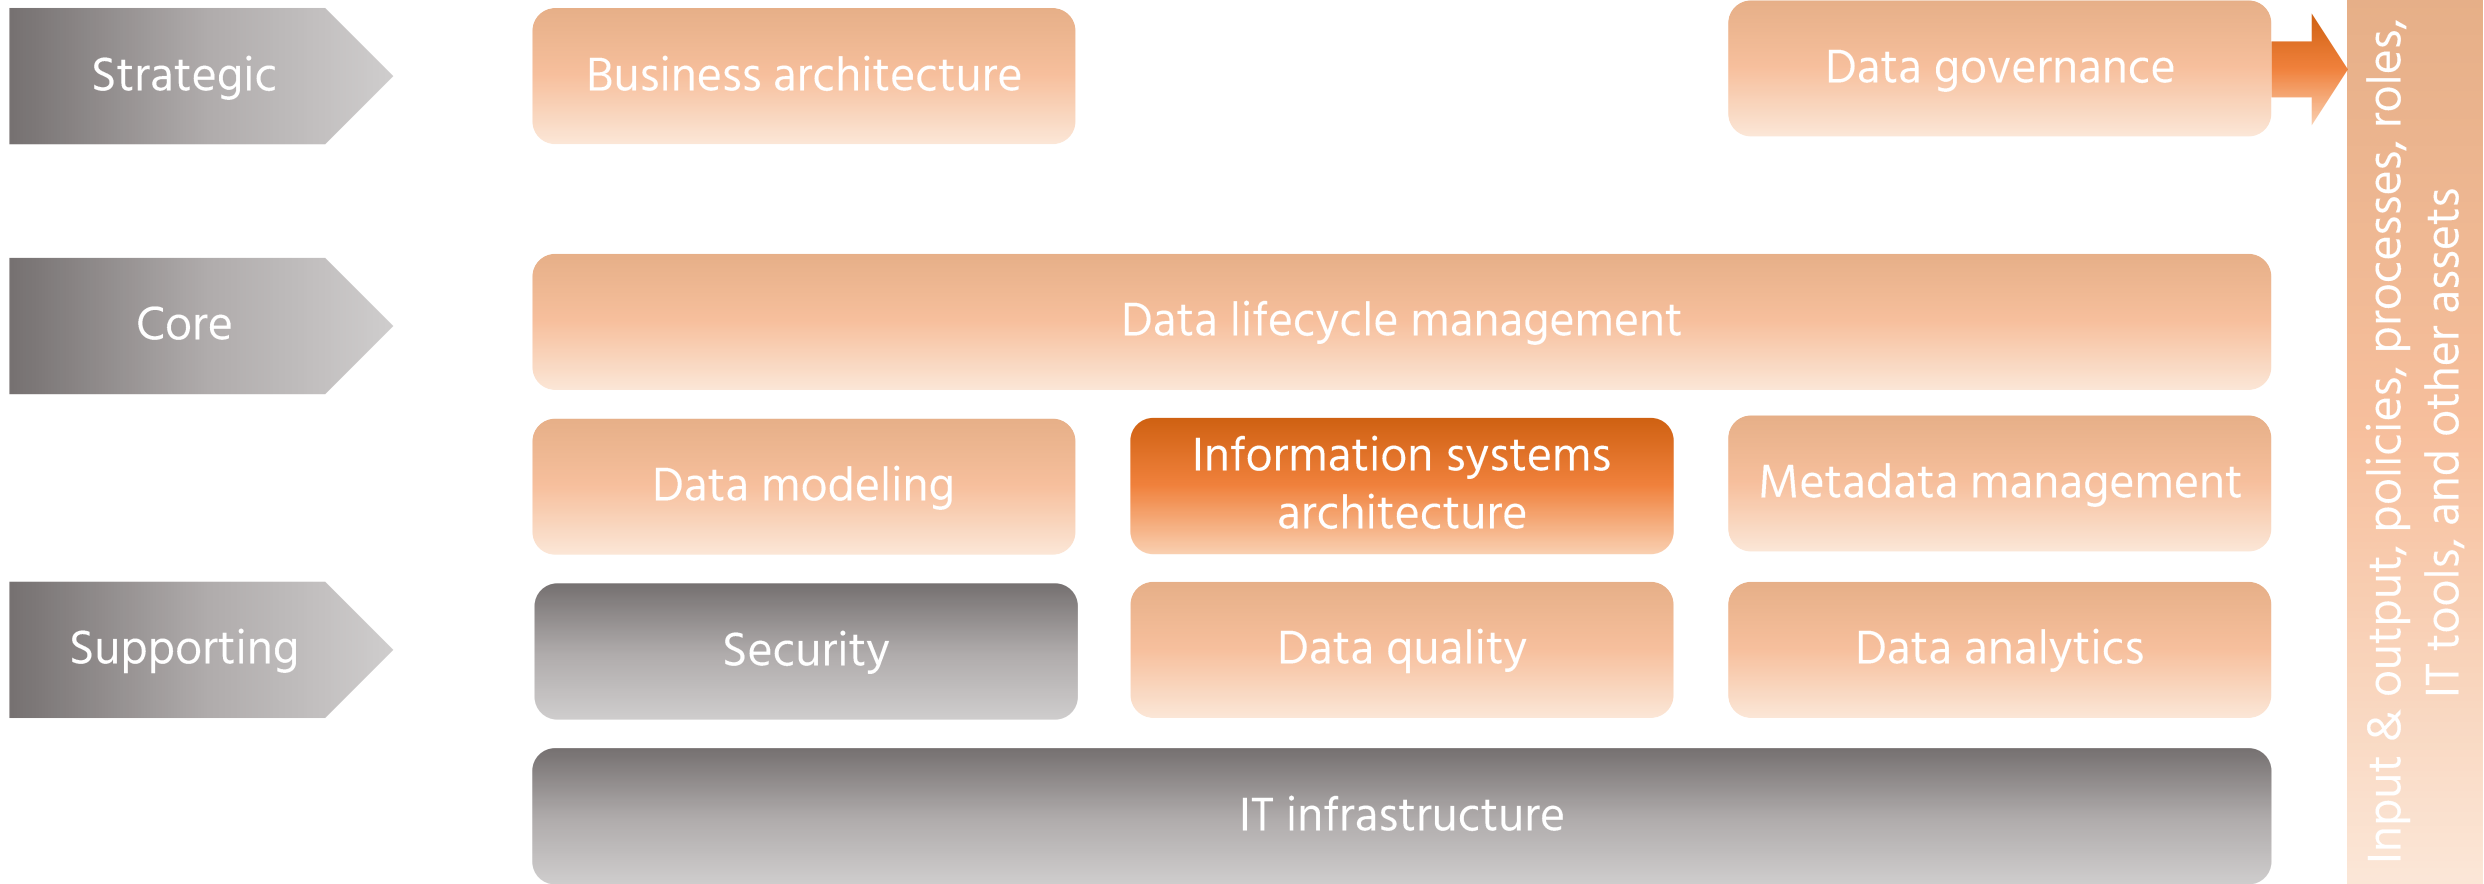 Strategic
Business architecture
Data governance
Core
Data lifecycle management
Data modeling
Information systems
architecture
Metadata management
Supporting
Security
Data quality
Data analytics
IT infrastructure
Input & output, policies, processes, roles,
IT tools, and other assets